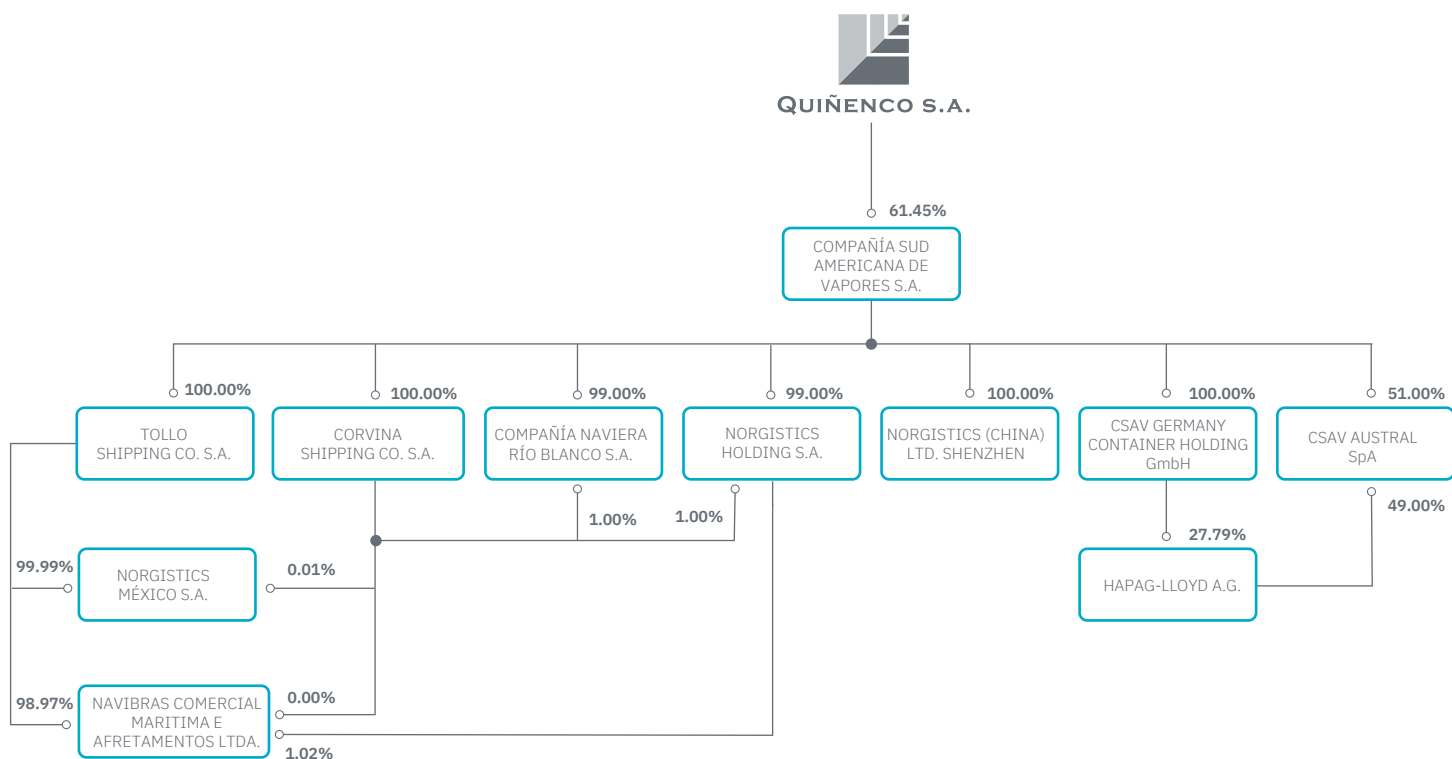 QUIÑENCO S.A.
61.45%
COMPAÑÍA SUD
AMERICANA DE
VAPORES S.A.
100.00%
100.00%
99.00%
99.00%
100.00%
100.00%
51.00%
TOLLO
SHIPPING CO. S.A.
CORVINA
SHIPPING CO. S.A.
COMPAÑÍA NAVIERA
RÍO BLANCO S.A.
NORGISTICS
HOLDING S.A.
NORGISTICS (CHINA)
LTD. SHENZHEN
CSAV GERMANY
CONTAINER HOLDING
GmbH
CSAV AUSTRAL
SpA
1.00%
1.00%
49.00%
27.79%
99.99%
NORGISTICS
MÉXICO S.A.
0.01%
HAPAG-LLOYD A.G.
98.97%
NAVIBRAS COMERCIAL
MARITIMA E
AFRETAMENTOS LTDA.
0.00%
1.02%